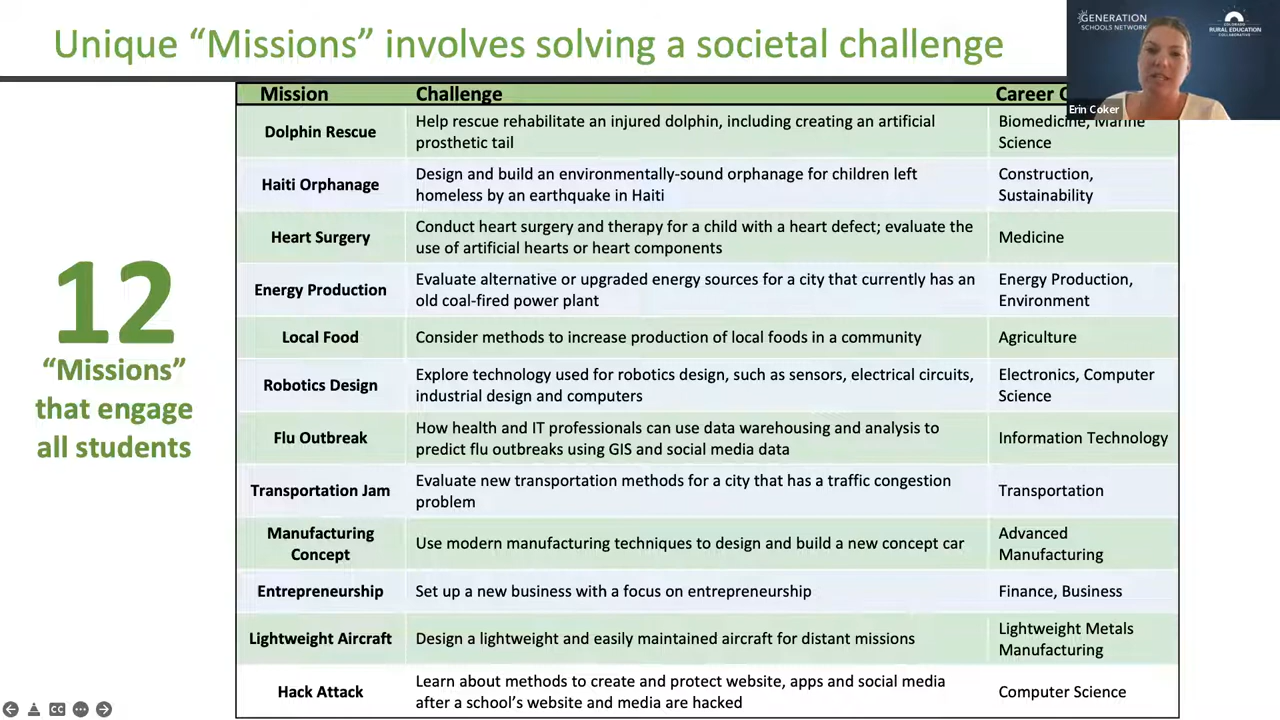 Unique “Missions” involves solving a societal challenge
GENERATION
SCHOOLS NETWORK
COLORADO
RURAL EDUCATION
COLLABORATIVE
Erin Coker
12
“Missions”
that engage
all students
Mission Challenge Career
Dolphin Rescue
Help rescue rehabilitate an injured dolphin, including creating an artificial
prosthetic tail
Biomedicine, Marine
Science
Haiti Orphanage
Design and build an environmentally-sound orphanage for children left
homeless by an earthquake in Haiti
Construction,
Sustainability
Heart Surgery
Conduct heart surgery and therapy for a child with a heart defect; evaluate the
use of artificial hearts or heart components
Medicine
Energy Production
Evaluate alternative or upgraded energy sources for a city that currently has an
old coal-fired power plant
Energy Production,
Environment
Local Food
Consider methods to increase production of local foods in a community
Agriculture
Robotics Design
Explore technology used for robotics design, such as sensors, electrical circuits,
industrial design and computers
Electronics, Computer
Science
Flu Outbreak
How health and IT professionals can use data warehousing and analysis to
predict flu outbreaks using GIS and social media data
Information Technology
Transportation Jam
Evaluate new transportation methods for a city that has a traffic congestion
problem
Transportation
Manufacturing
Concept
Use modern manufacturing techniques to design and build a new concept car
Advanced
Manufacturing
Entrepreneurship
Set up a new business with a focus on entrepreneurship
Finance, Business
Lightweight Aircraft
Design a lightweight and easily maintained aircraft for distant missions
Lightweight Metals
Manufacturing
Hack Attack
Learn about methods to create and protect website, apps and social media
after a school’s website and media are hacked
Computer Science
CC